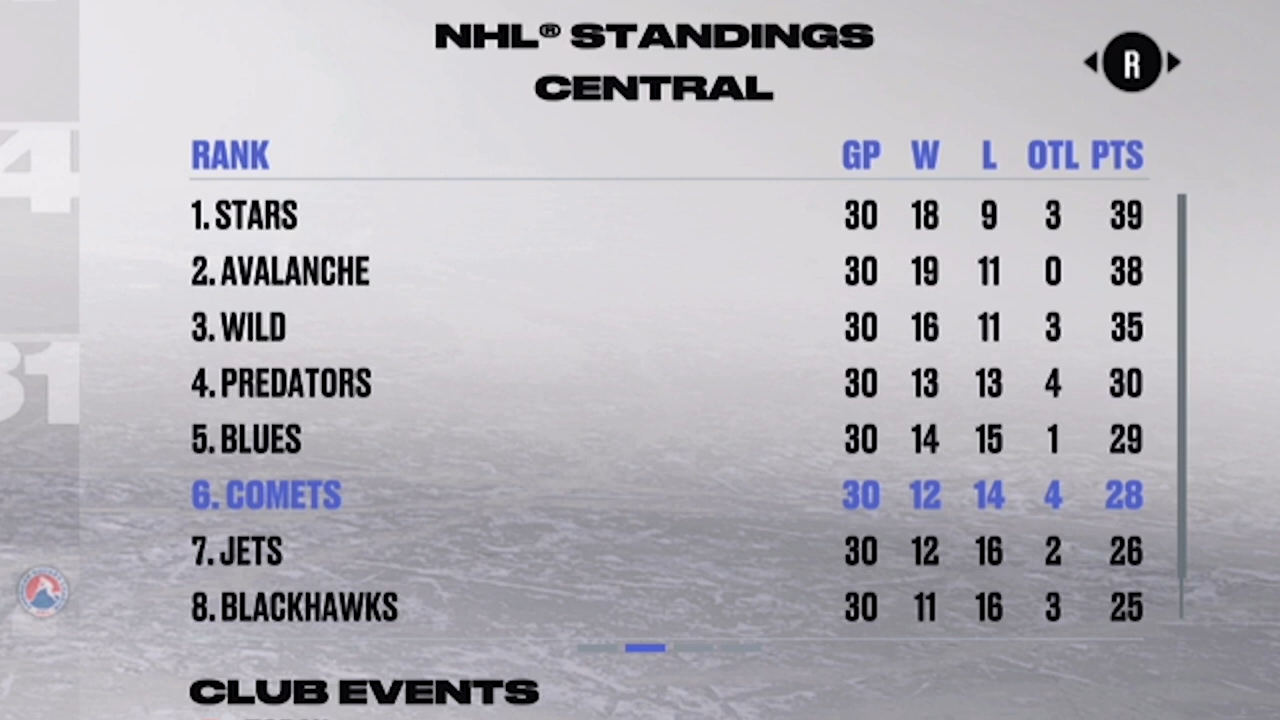 NHL® STANDINGS
CENTRAL
R
RANK GP W L OTL PTS
1. STARS 30 18 9 3 39
2. AVALANCHE 30 19 11 0 38
3. WILD 30 16 11 3 35
4. PREDATORS 30 13 13 4 30
5. BLUES 30 14 15 1 29
6. COMETS 30 12 14 4 28
7. JETS 30 12 16 2 26
8. BLACKHAWKS 30 11 16 3 25
CLUB EVENTS